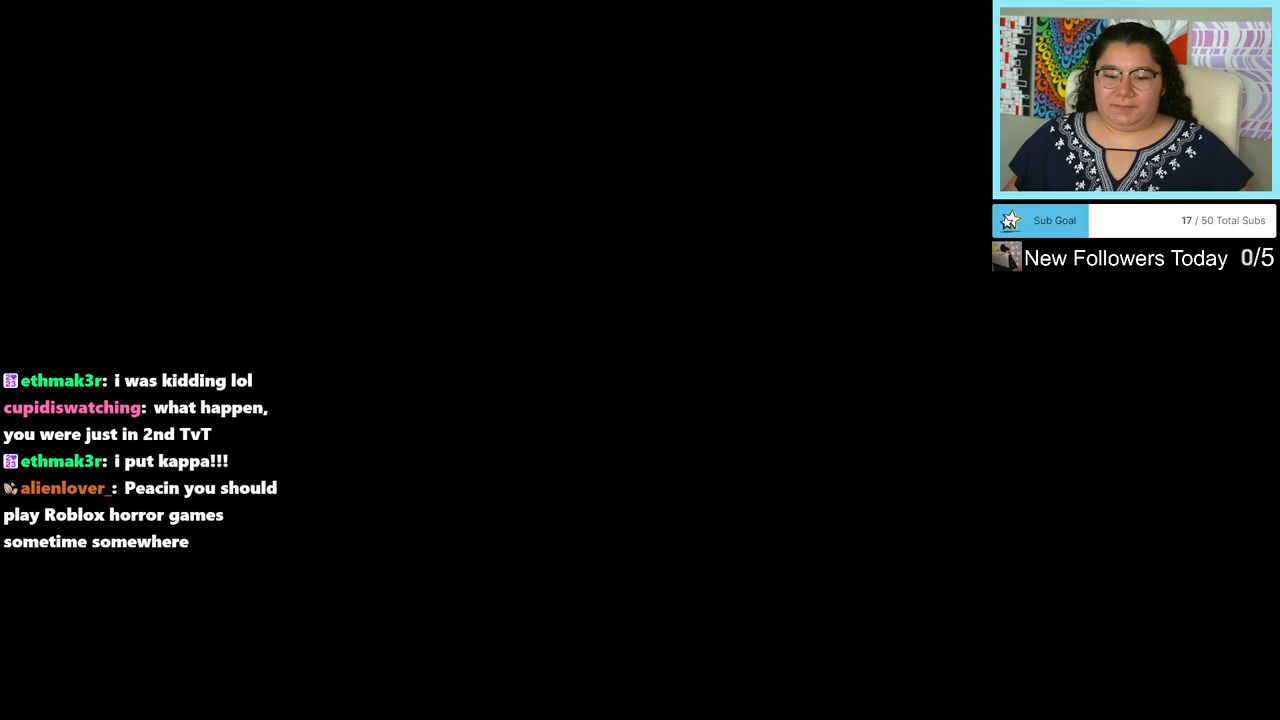 Sub Goal 17 / 50 Total Subs
New Followers Today 0/5
ethmak3r: i was kidding lol
cupidiswatching: what happen,
you were just in 2nd TvT
ethmak3r: i put kappa!!!
alienlover_: Peacin you should
play Roblox horror games
sometime somewhere